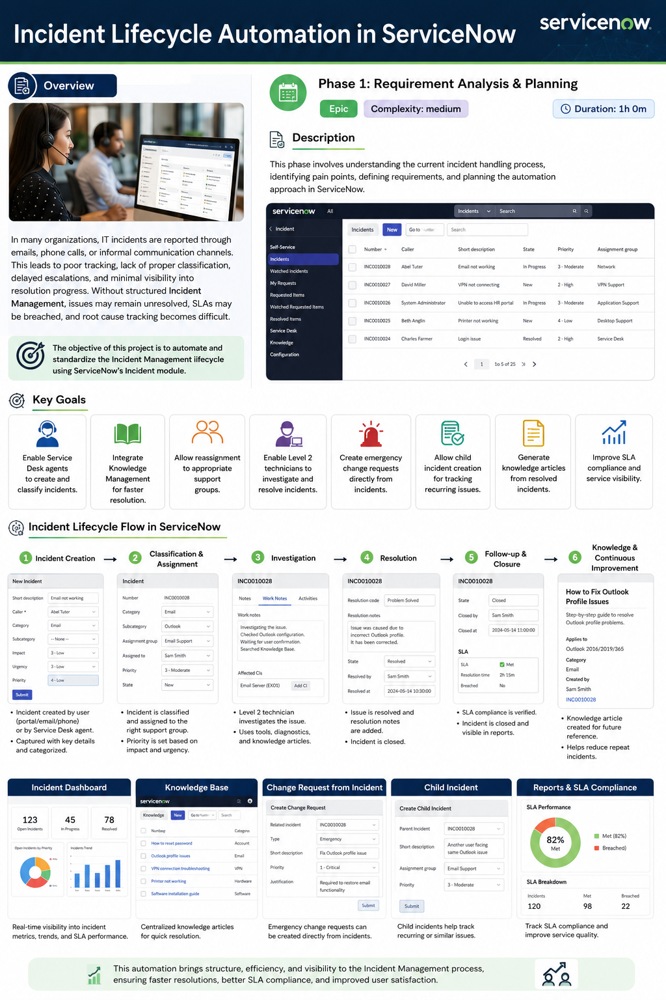 Incident Lifecycle Automation in ServiceNow
servicenow.
Overview
In many organizations, IT incidents are reported through
emails, phone calls, or informal communication channels.
This leads to poor tracking, lack of proper classification,
delayed escalations, and minimal visibility into
resolution progress. Without structured Incident
Management, issues may remain unresolved, SLAs may
be breached, and root cause tracking becomes difficult.
The objective of this project is to automate and
standardize the Incident Management lifecycle
using ServiceNow's Incident module.
Phase 1: Requirement Analysis & Planning
Epic
Complexity: medium
Duration: 1h 0m
Description
This phase involves understanding the current incident handling process,
identifying pain points, defining requirements, and planning the automation
approach in ServiceNow.
servicenow All Incidents Search
Incident
Self-Service
Incidents
Watched incidents
My Requests
Requested Items
Watched Requested Items
Resolved Items
Service Desk
Knowledge
Configuration
Incidents New Go to Search
Number Caller Short description State Priority Assignment group
INC0010028 Abel Tuter Email not working In Progress 3 - Moderate Network
INC0010027 David Miller VPN not connecting New 2 - High VPN Support
INC0010026 System Administrator Unable to access HR portal In Progress 3 - Moderate Application Support
INC0010025 Beth Anglin Printer not working New 4 - Low Desktop Support
INC0010024 Charles Farmer Login issue Resolved 2 - High Service Desk
1 1o 5 of 25
Key Goals
Enable Service
Desk agents
to create and
classify incidents.
Integrate
Knowledge
Management
for faster
resolution.
Allow reassignment
to appropriate
support
groups.
Enable Level 2
technicians to
investigate and
resolve incidents.
Create emergency
change requests
directly from
incidents.
Allow child
incident creation
for tracking
recurring issues.
Generate
knowledge articles
from resolved
incidents.
Improve SLA
compliance and
service visibility.
Incident Lifecycle Flow in ServiceNow
1 Incident Creation
New Incident
Short description Email not working
Caller * Abel Tuter
Category Email
Subcategory -- None --
Impact 3 - Low
Urgency 3 - Low
Priority 4 - Low
Submit
• Incident created by user
(portal/email/phone)
or by Service Desk agent.
• Captured with key details
and categorized.
2 Classification &
Assignment
Incident
Number INC0010028
Category Email
Subcategory Outlook
Assignment group Email Support
Assigned to Sam Smith
Priority 3 - Moderate
State New
• Incident is classified
and assigned to the
right support group.
• Priority is set based on
impact and urgency.
3 Investigation
INC0010028
Notes Work Notes Activities
Work notes
Investigating the issue.
Checked Outlook configuration.
Waiting for user confirmation.
Searched Knowledge Base.
Affected CIs
Email Server (EX01) Add CI
• Level 2 technician
investigates the issue.
• Uses tools, diagnostics,
and knowledge articles.
4 Resolution
INC0010028
Resolution code Problem Solved
Resolution notes
Issue was caused due to
incorrect Outlook profile.
It has been corrected.
State Resolved
Resolved by Sam Smith
Resolved at 2024-05-14 10:30:00
• Issue is resolved and
resolution notes
are added.
• Incident is closed.
5 Follow-up &
Closure
INC0010028
State Closed
Closed by Sam Smith
Closed at 2024-05-14 11:00:00
SLA
SLA Met
Resolution time 2h 15m
Breached No
• SLA compliance is verified.
• Incident is closed and
visible in reports.
6 Knowledge &
Continuous
Improvement
How to Fix Outlook
Profile Issues
Step-by-step guide to resolve
Outlook profile problems.
Applies to
Outlook 2016/2019/365
Category
Email
Created by
Sam Smith
INC0010028
• Knowledge article
created for future
reference.
• Helps reduce repeat
incidents.
Incident Dashboard
123 45 78
Open Incidents In Progress Resolved
Open Incidents by Priority Incidents Trend
Real-time visibility into incident
metrics, trends, and SLA performance.
Knowledge Base
servicenow
Knowledge New Go to Search
Category
How to reset password Account
Outlook profile issues Email
VPN connection troubleshooting VPN
Printer not working Hardware
Software installation guide Software
Centralized knowledge articles
for quick resolution.
Change Request from Incident
Create Change Request
Related incident INC0010028
Type Emergency
Short description Fix Outlook profile issue
Priority 1 - Critical
Justification Required to restore email
functionality
Submit
Emergency change requests can
be created directly from incidents.
Child Incident
Create Child Incident
Parent Incident INC0010028
Short description Another user facing
same Outlook issue
Assignment group Email Support
Priority 3 - Moderate
Submit
Child incidents help track
recurring or similar issues.
Reports & SLA Compliance
SLA Performance
82%
Met
Met (82%)
Breached)
SLA Breakdown
Incidents Met Breached
120 98 22
Track SLA compliance and
improve service quality.
This automation brings structure, efficiency, and visibility to the Incident Management process,
ensuring faster resolutions, better SLA compliance, and improved user satisfaction.